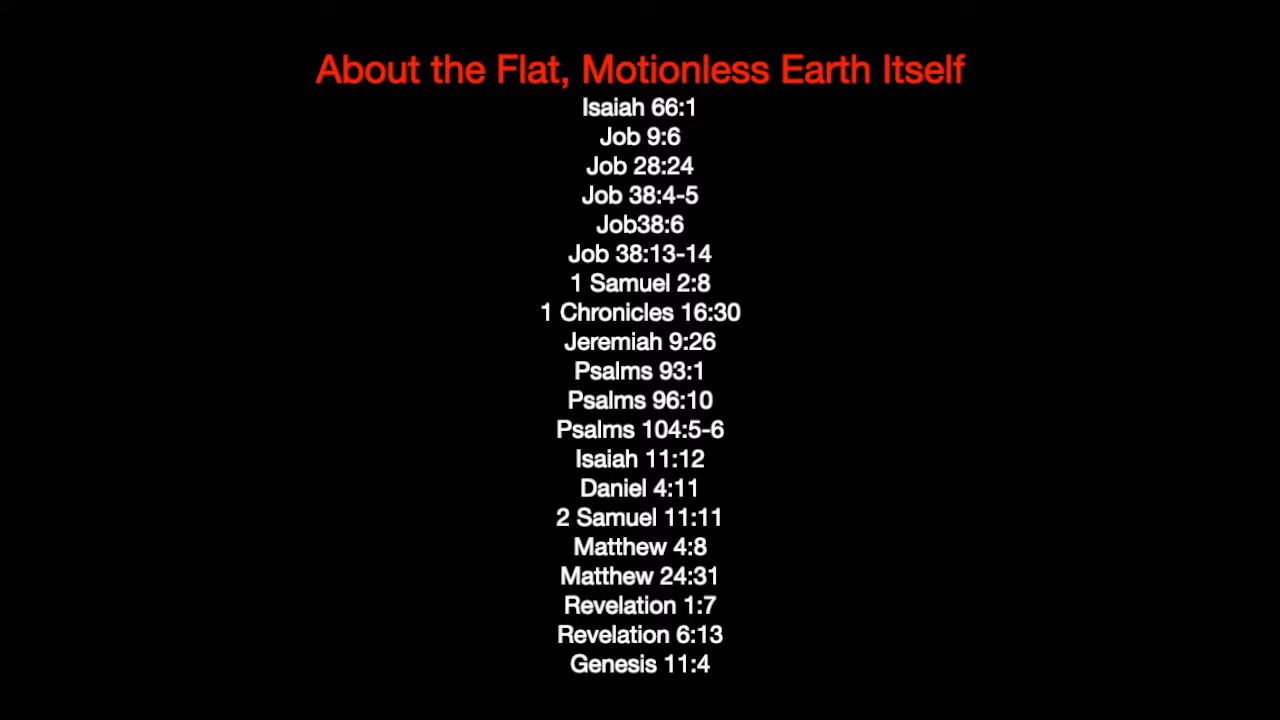 About the Flat, Motionless Earth Itself
Isaiah 66:1
Job 9:6
Job 28:24
Job 38:4-5
Job38:6
Job 38:13-14
1 Samuel 2:8
1 Chronicles 16:30
Jeremiah 9:26
Psalms 93:1
Psalms 96:10
Psalms 104:5-6
Isaiah 11:12
Daniel 4:11
2 Samuel 11:11
Matthew 4:8
Matthew 24:31
Revelation 1:7
Revelation 6:13
Genesis 11:4